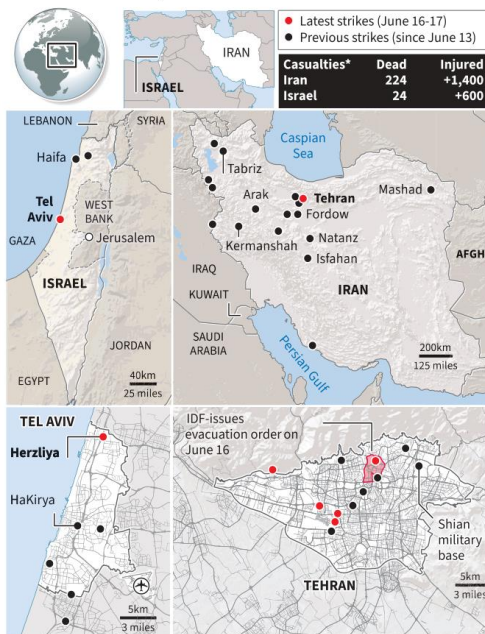 IRAN
ISRAEL
Latest strikes (June 16-17)
Previous strikes (since June 13)
Casualties* Dead Injured
Iran 224 +1,400
Israel 24 +600
LEBANON
SYRIA
Haifa
Tel
Aviv
WEST
BANK
GAZA
Jerusalem
ISRAEL
JORDAN
EGYPT
40km
25 miles
Caspian
Sea
Tabriz
Mashad
Arak
Tehran
Fordow
Kermanshah
Natanz
Isfahan
AFGH
IRAQ
IRAN
KUWAIT
SAUDI
ARABIA
Persian Gulf
200km
125 miles
TEL AVIV
Herzliya
HaKirya
5km
3 miles
IDF-issues
evacuation order on
June 16
Shian
military
base
TEHRAN
5km
3 miles